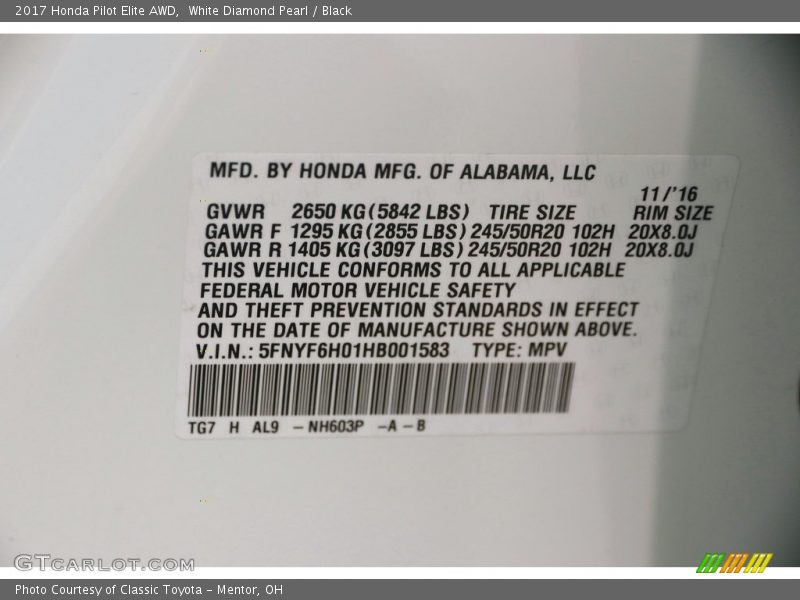 2017 Honda Pilot Elite AWD,  White Diamond Pearl / Black
MFD. BY HONDA MFG. OF ALABAMA, LLC
11/'16
GVWR 2650 KG(5842 LBS) TIRE SIZE RIM SIZE
GAWR F 1295 KG(2855 LBS) 245/50R20 102H 20X8.0J
GAWR R 1405 KG(3097 LBS) 245/50R20 102H 20X8.0J
THIS VEHICLE CONFORMS TO ALL APPLICABLE
FEDERAL MOTOR VEHICLE SAFETY
AND THEFT PREVENTION STANDARDS IN EFFECT
ON THE DATE OF MANUFACTURE SHOWN ABOVE.
V.I.N.: 5FNYF6H01HB001583 TYPE: MPV
TG7 H AL9 -NH603P -A-B
GTCARLOT.COM
Photo Courtesy of Classic Toyota - Mentor, OH